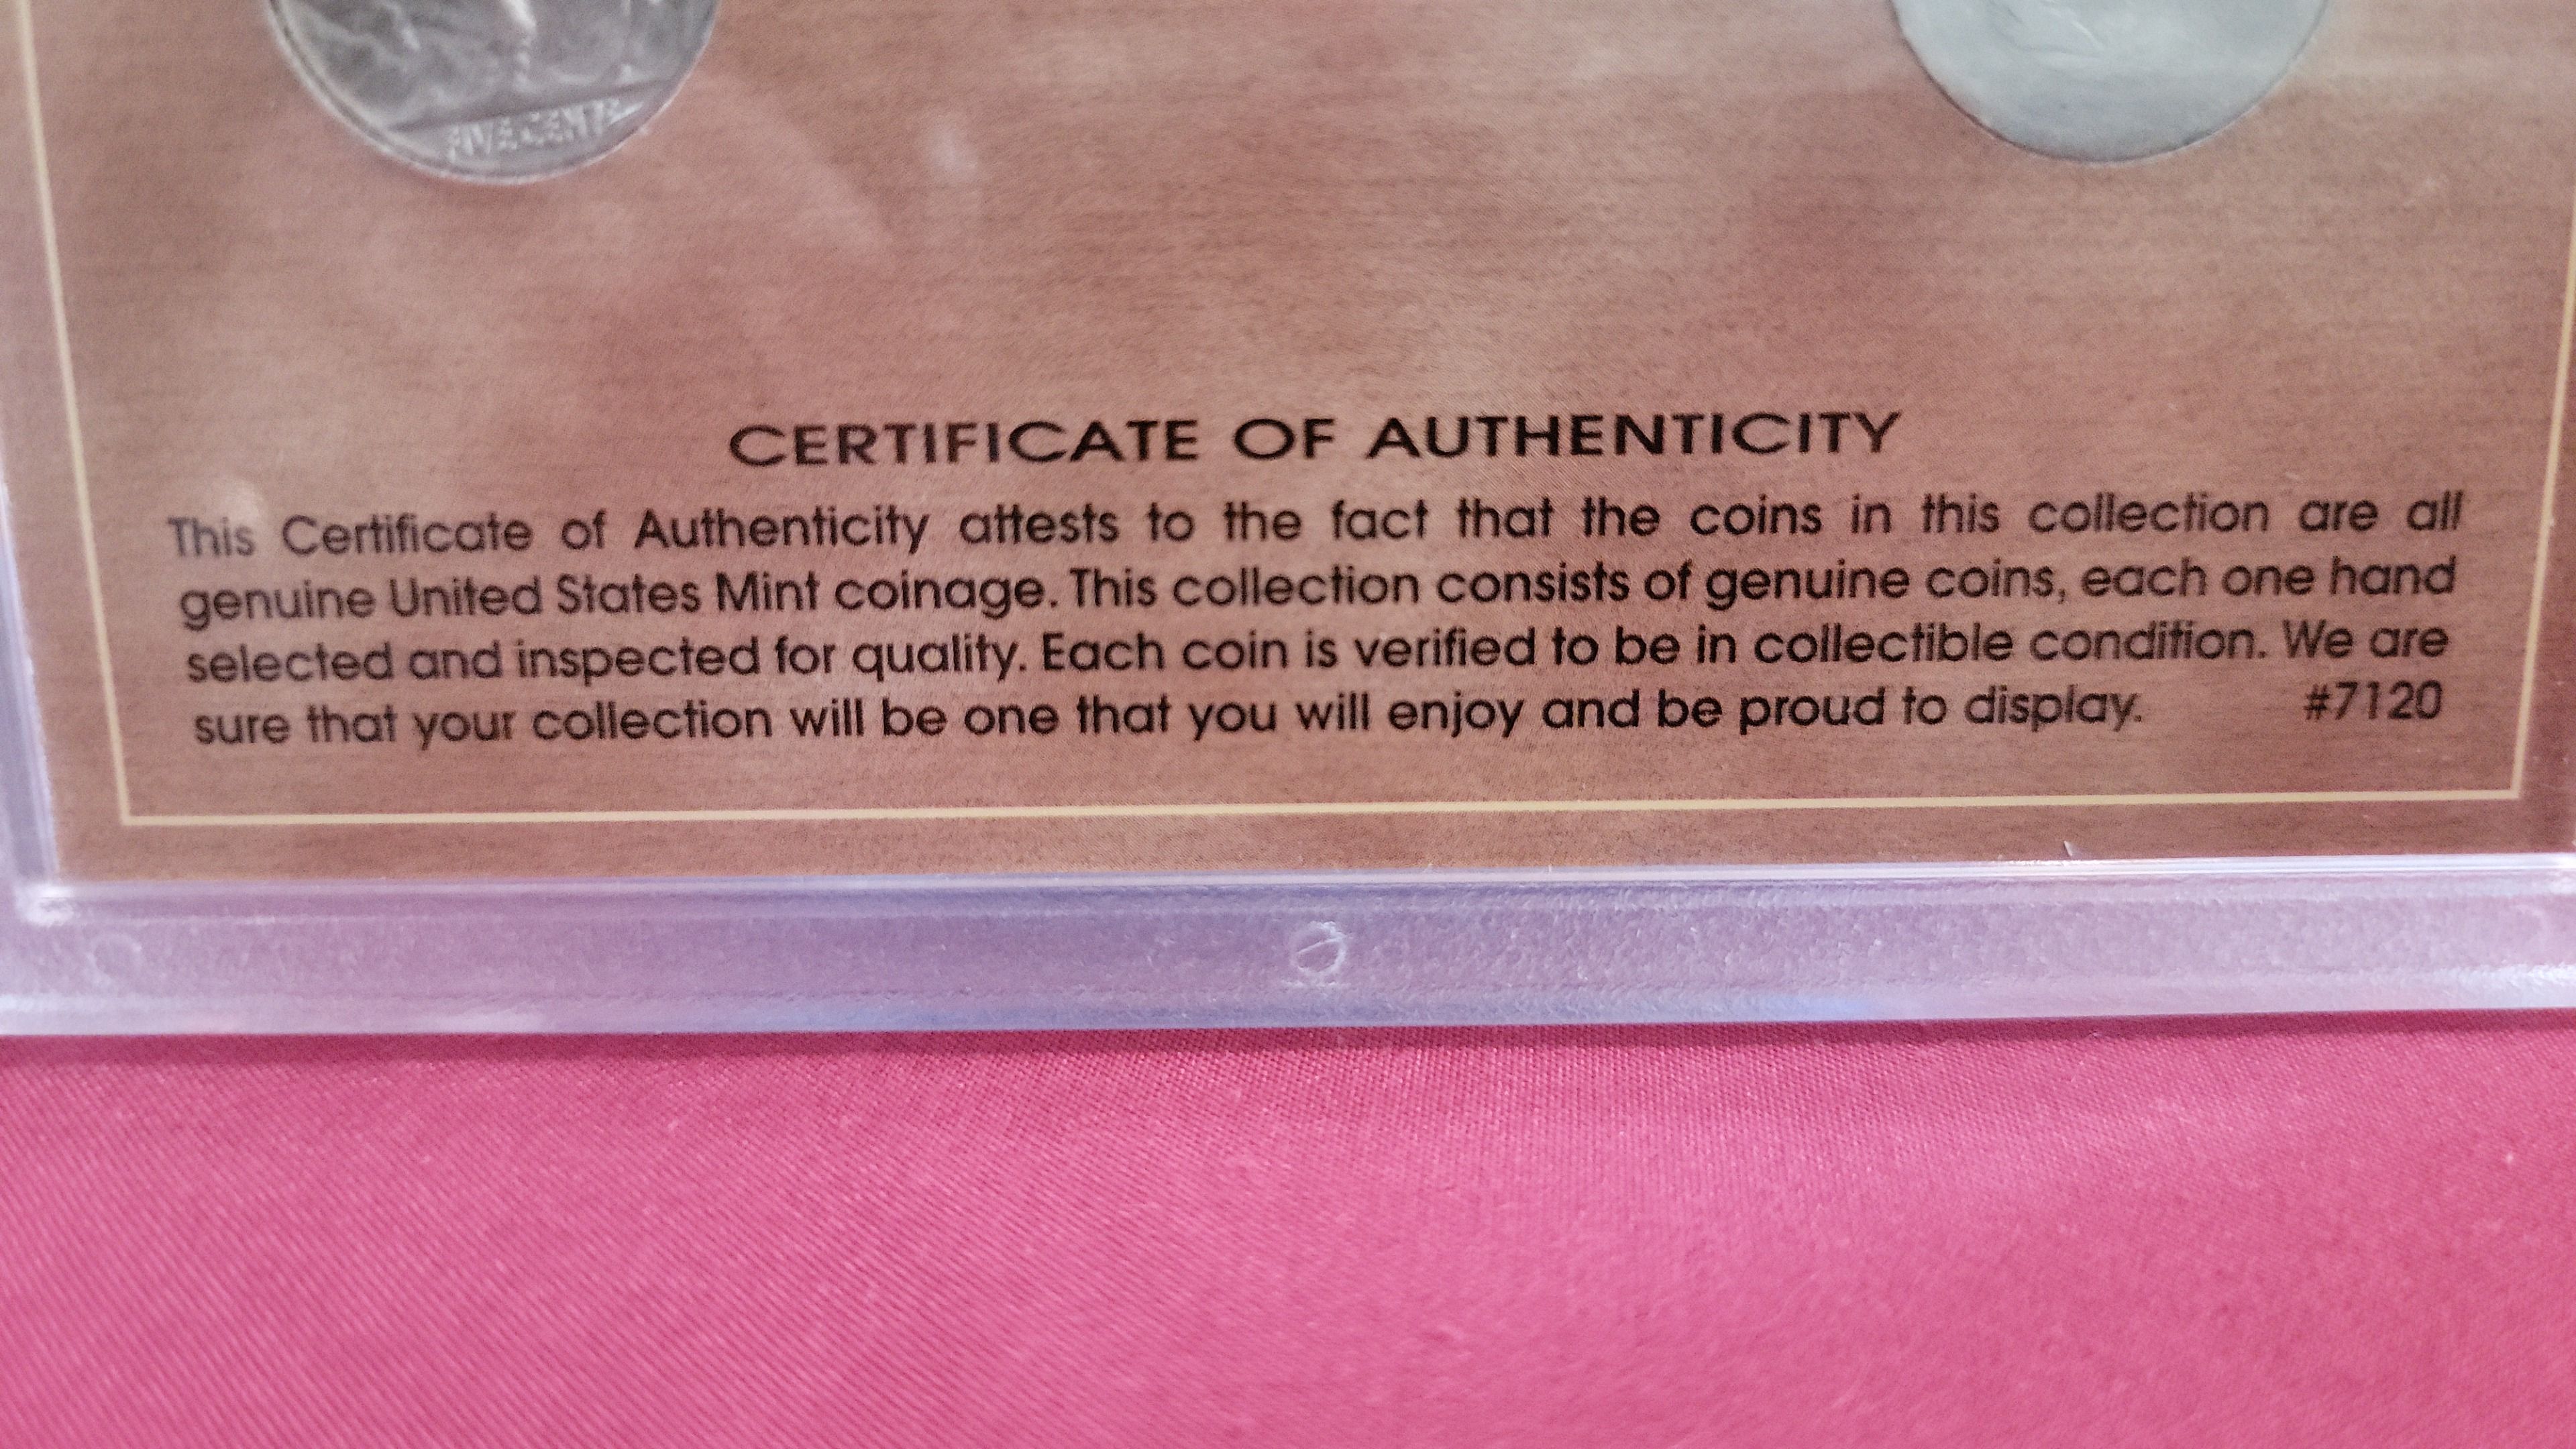 FIVE CENTS
CERTIFICATE OF AUTHENTICITY
This Certificate of Authenticity attests to the fact that the coins in this collection are all
genuine United States Mint coinage. This collection consists of genuine coins, each one hand
selected and inspected for quality. Each coin is verified to be in collectible condition. We are
sure that your collection will be one that you will enjoy and be proud to display. #7120